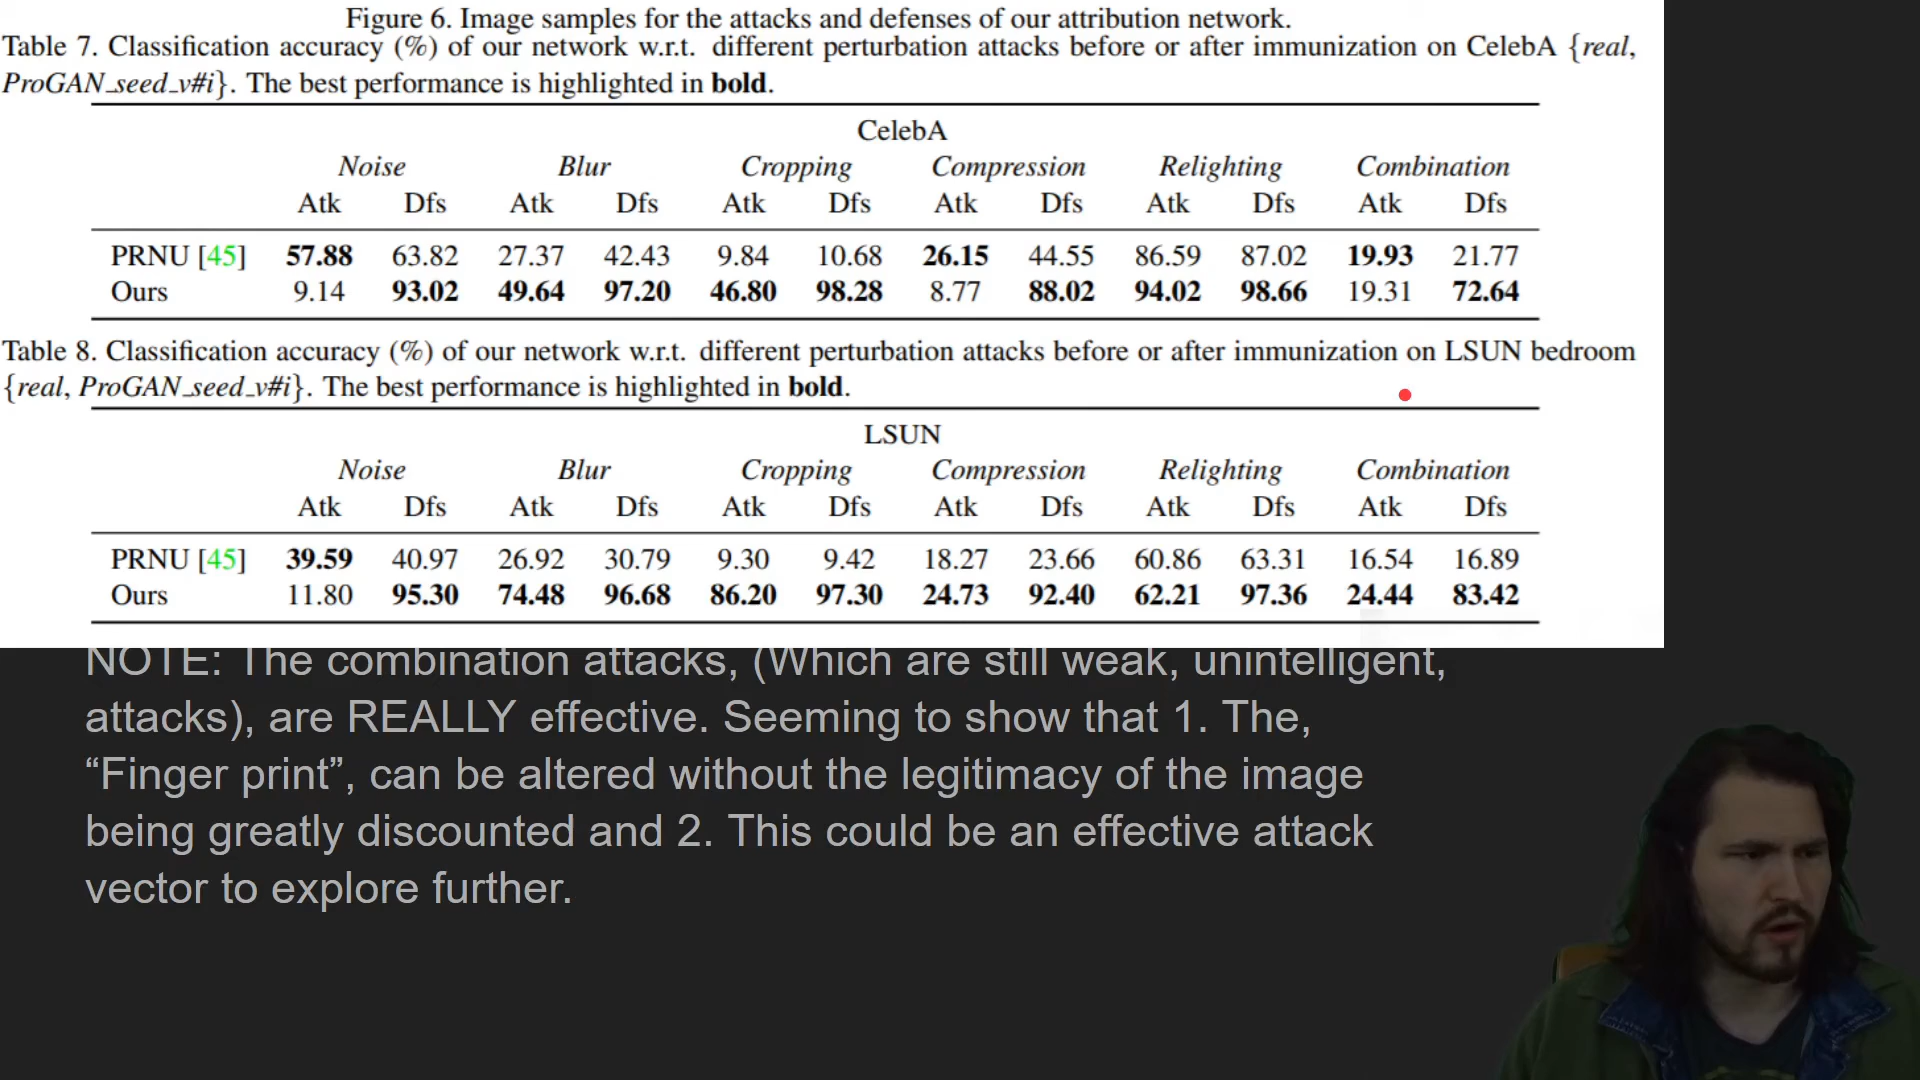 Figure 6. Image samples for the attacks and defenses of our attribution network.
Table 7. Classification accuracy (%) of our network w.r.t. different perturbation attacks before or after immunization on CelebA {real,
ProGAN_seed_v#i}. The best performance is highlighted in bold.
CelebA
Noise Blur Cropping Compression Relighting Combination
Atk Dfs Atk Dfs Atk Dfs Atk Dfs Atk Dfs Atk Dfs
PRNU [45] 57.88 63.82 27.37 42.43 9.84 10.68 26.15 44.55 86.59 87.02 19.93 21.77
Ours 9.14 93.02 49.64 97.20 46.80 98.28 8.77 88.02 94.02 98.66 19.31 72.64
Table 8. Classification accuracy (%) of our network w.r.t. different perturbation attacks before or after immunization on LSUN bedroom
{real, ProGAN_seed_v#i}. The best performance is highlighted in bold.
LSUN
Noise Blur Cropping Compression Relighting Combination
Atk Dfs Atk Dfs Atk Dfs Atk Dfs Atk Dfs Atk Dfs
PRNU [45] 39.59 40.97 26.92 30.79 9.30 9.42 18.27 23.66 60.86 63.31 16.54 16.89
Ours 11.80 95.30 74.48 96.68 86.20 97.30 24.73 92.40 62.21 97.36 24.44 83.42
NOTE: The combination attacks, (Which are still weak, unintelligent,
attacks), are REALLY effective. Seeming to show that 1. The,
“Finger print”, can be altered without the legitimacy of the image
being greatly discounted and 2. This could be an effective attack
vector to explore further.